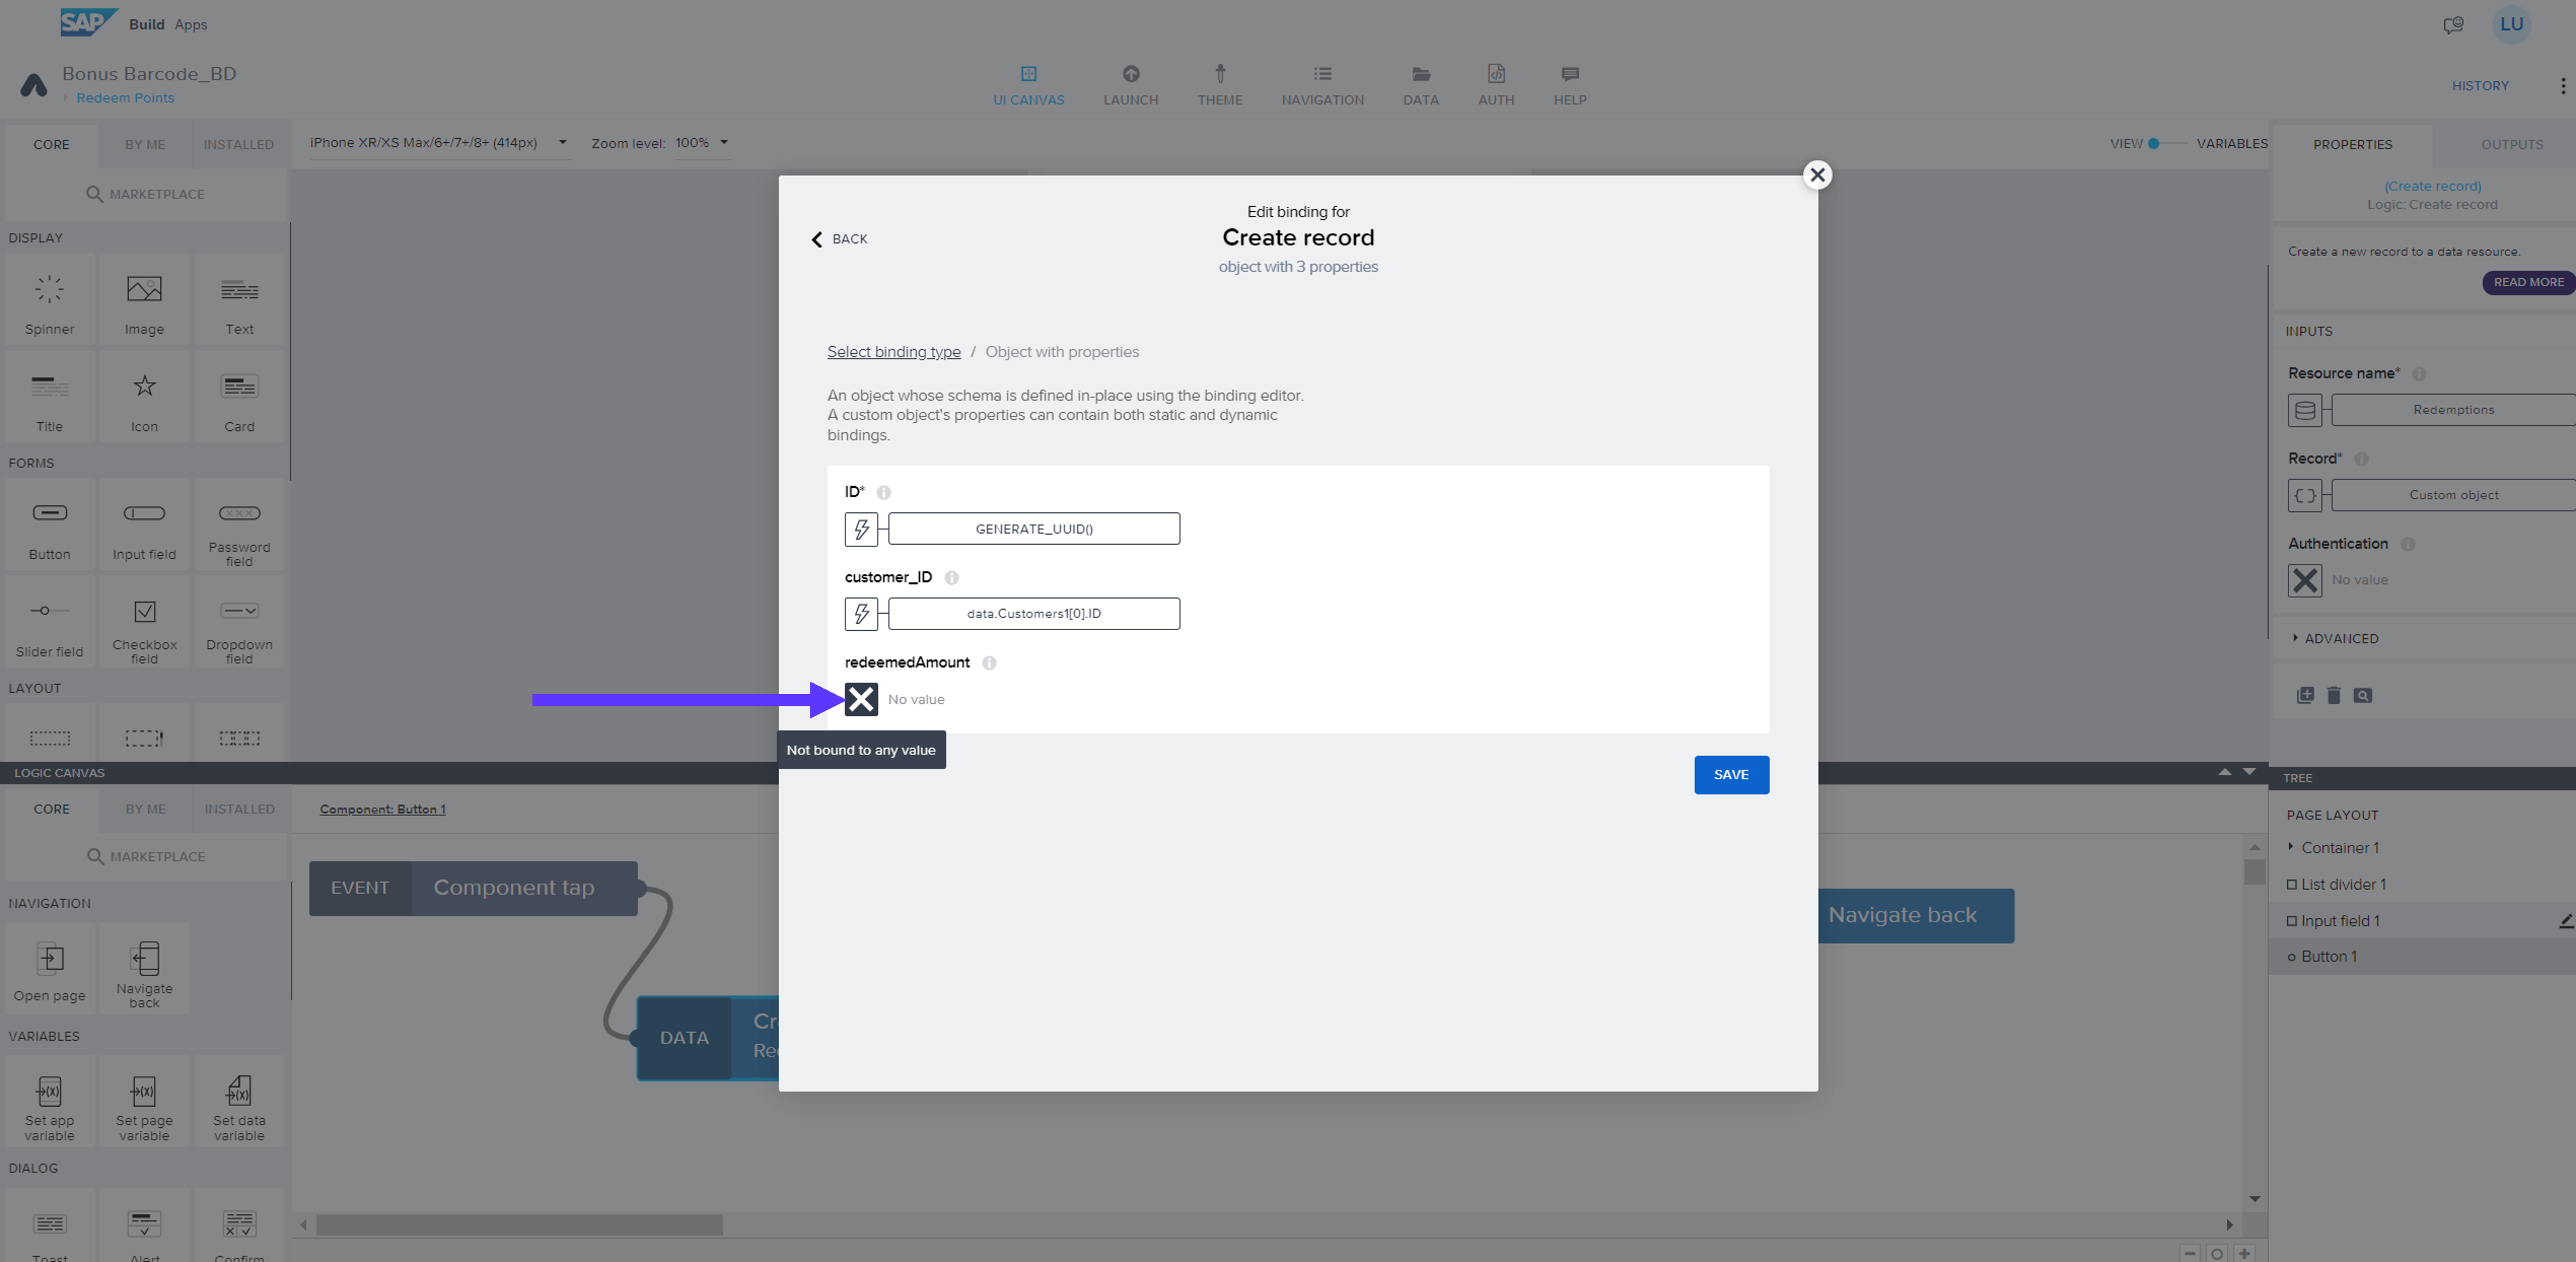 SAP Build Apps
LU
Bonus Barcode_BD
Redeem Points
UI CANVAS
LAUNCH
THEME
NAVIGATION
DATA
AUTH
HELP
HISTORY
CORE
BY ME
INSTALLED
iPhone XR/XS Max/6+/7+/8+ (414px)
Zoom level: 100%
VIEW
VARIABLES
PROPERTIES
OUTPUTS
MARKETPLACE
DISPLAY
Spinner
Image
Text
Title
Icon
Card
FORMS
Button
Input field
Password
field
Slider field
Checkbox
field
Dropdown
field
LAYOUT
Edit binding for
BACK
Create record
object with 3 properties
Select binding type / Object with properties
An object whose schema is defined in-place using the binding editor.
A custom object's properties can contain both static and dynamic
bindings.
ID*
GENERATE_UUID()
customer_ID
data.Customers1[0].ID
redeemedAmount
No value
Not bound to any value
SAVE
(Create record)
Logic: Create record
Create a new record to a data resource.
READ MORE
INPUTS
Resource name*
Redemptions
Record*
Custom object
Authentication
No value
ADVANCED
LOGIC CANVAS
CORE
BY ME
INSTALLED
MARKETPLACE
Component: Button 1
EVENT
Component tap
DATA
Cr
Re
Navigate back
NAVIGATION
Open page
Navigate
back
VARIABLES
Set app
variable
Set page
variable
Set data
variable
DIALOG
Toast
Alert
Confirm
TREE
PAGE LAYOUT
Container 1
List divider 1
Input field 1
Button 1